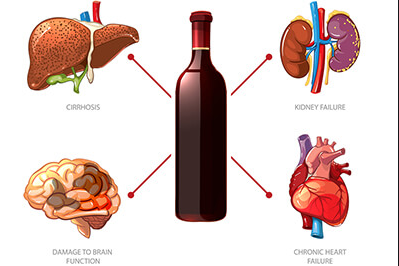 CIRRHOSIS
KIDNEY FAILURE
DAMAGE TO BRAIN
FUNCTION
CHRONIC HEART
FAILURE